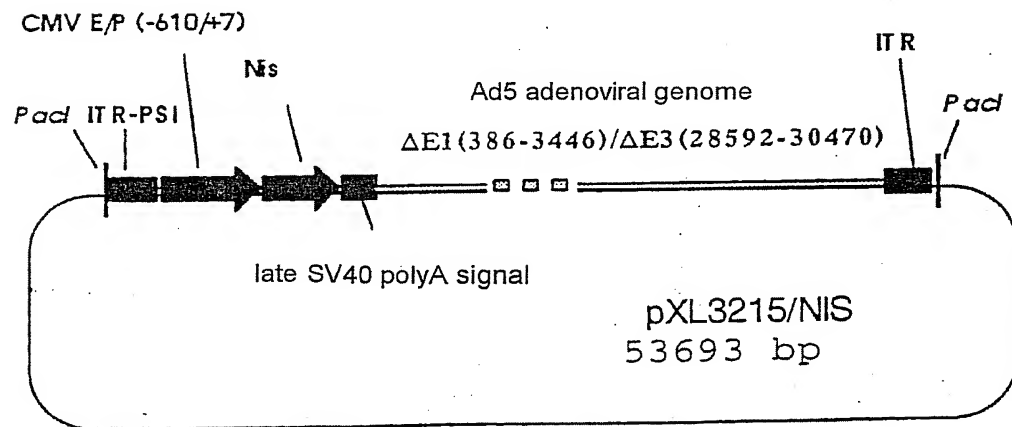 CMV E/P (-610/+7)
Nis
ITR
PacI ITR-PSI
Ad5 adenoviral genome
PacI
ΔE1(386-3446)/ΔE3(28592-30470)
late SV40 polyA signal
pXL3215/NIS
53693 bp